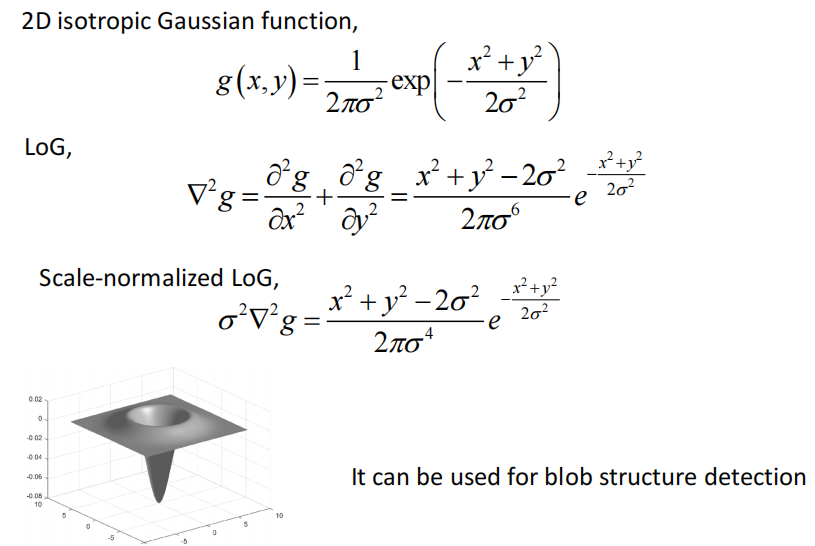 2D isotropic Gaussian function,
g(x,y) = \frac{1}{2\pi\sigma^2} \exp\left(-\frac{x^2+y^2}{2\sigma^2}\right)
LoG,
\nabla^2 g = \frac{\partial^2 g}{\partial x^2} + \frac{\partial^2 g}{\partial y^2} = \frac{x^2+y^2-2\sigma^2}{2\pi\sigma^6} e^{-\frac{x^2+y^2}{2\sigma^2}}
Scale-normalized LoG,
\sigma^2 \nabla^2 g = \frac{x^2+y^2-2\sigma^2}{2\pi\sigma^4} e^{-\frac{x^2+y^2}{2\sigma^2}}
0.02
0
-0.02
-0.04
-0.06
-0.08
10
5
0
-5
-5
0
5
10
It can be used for blob structure detection